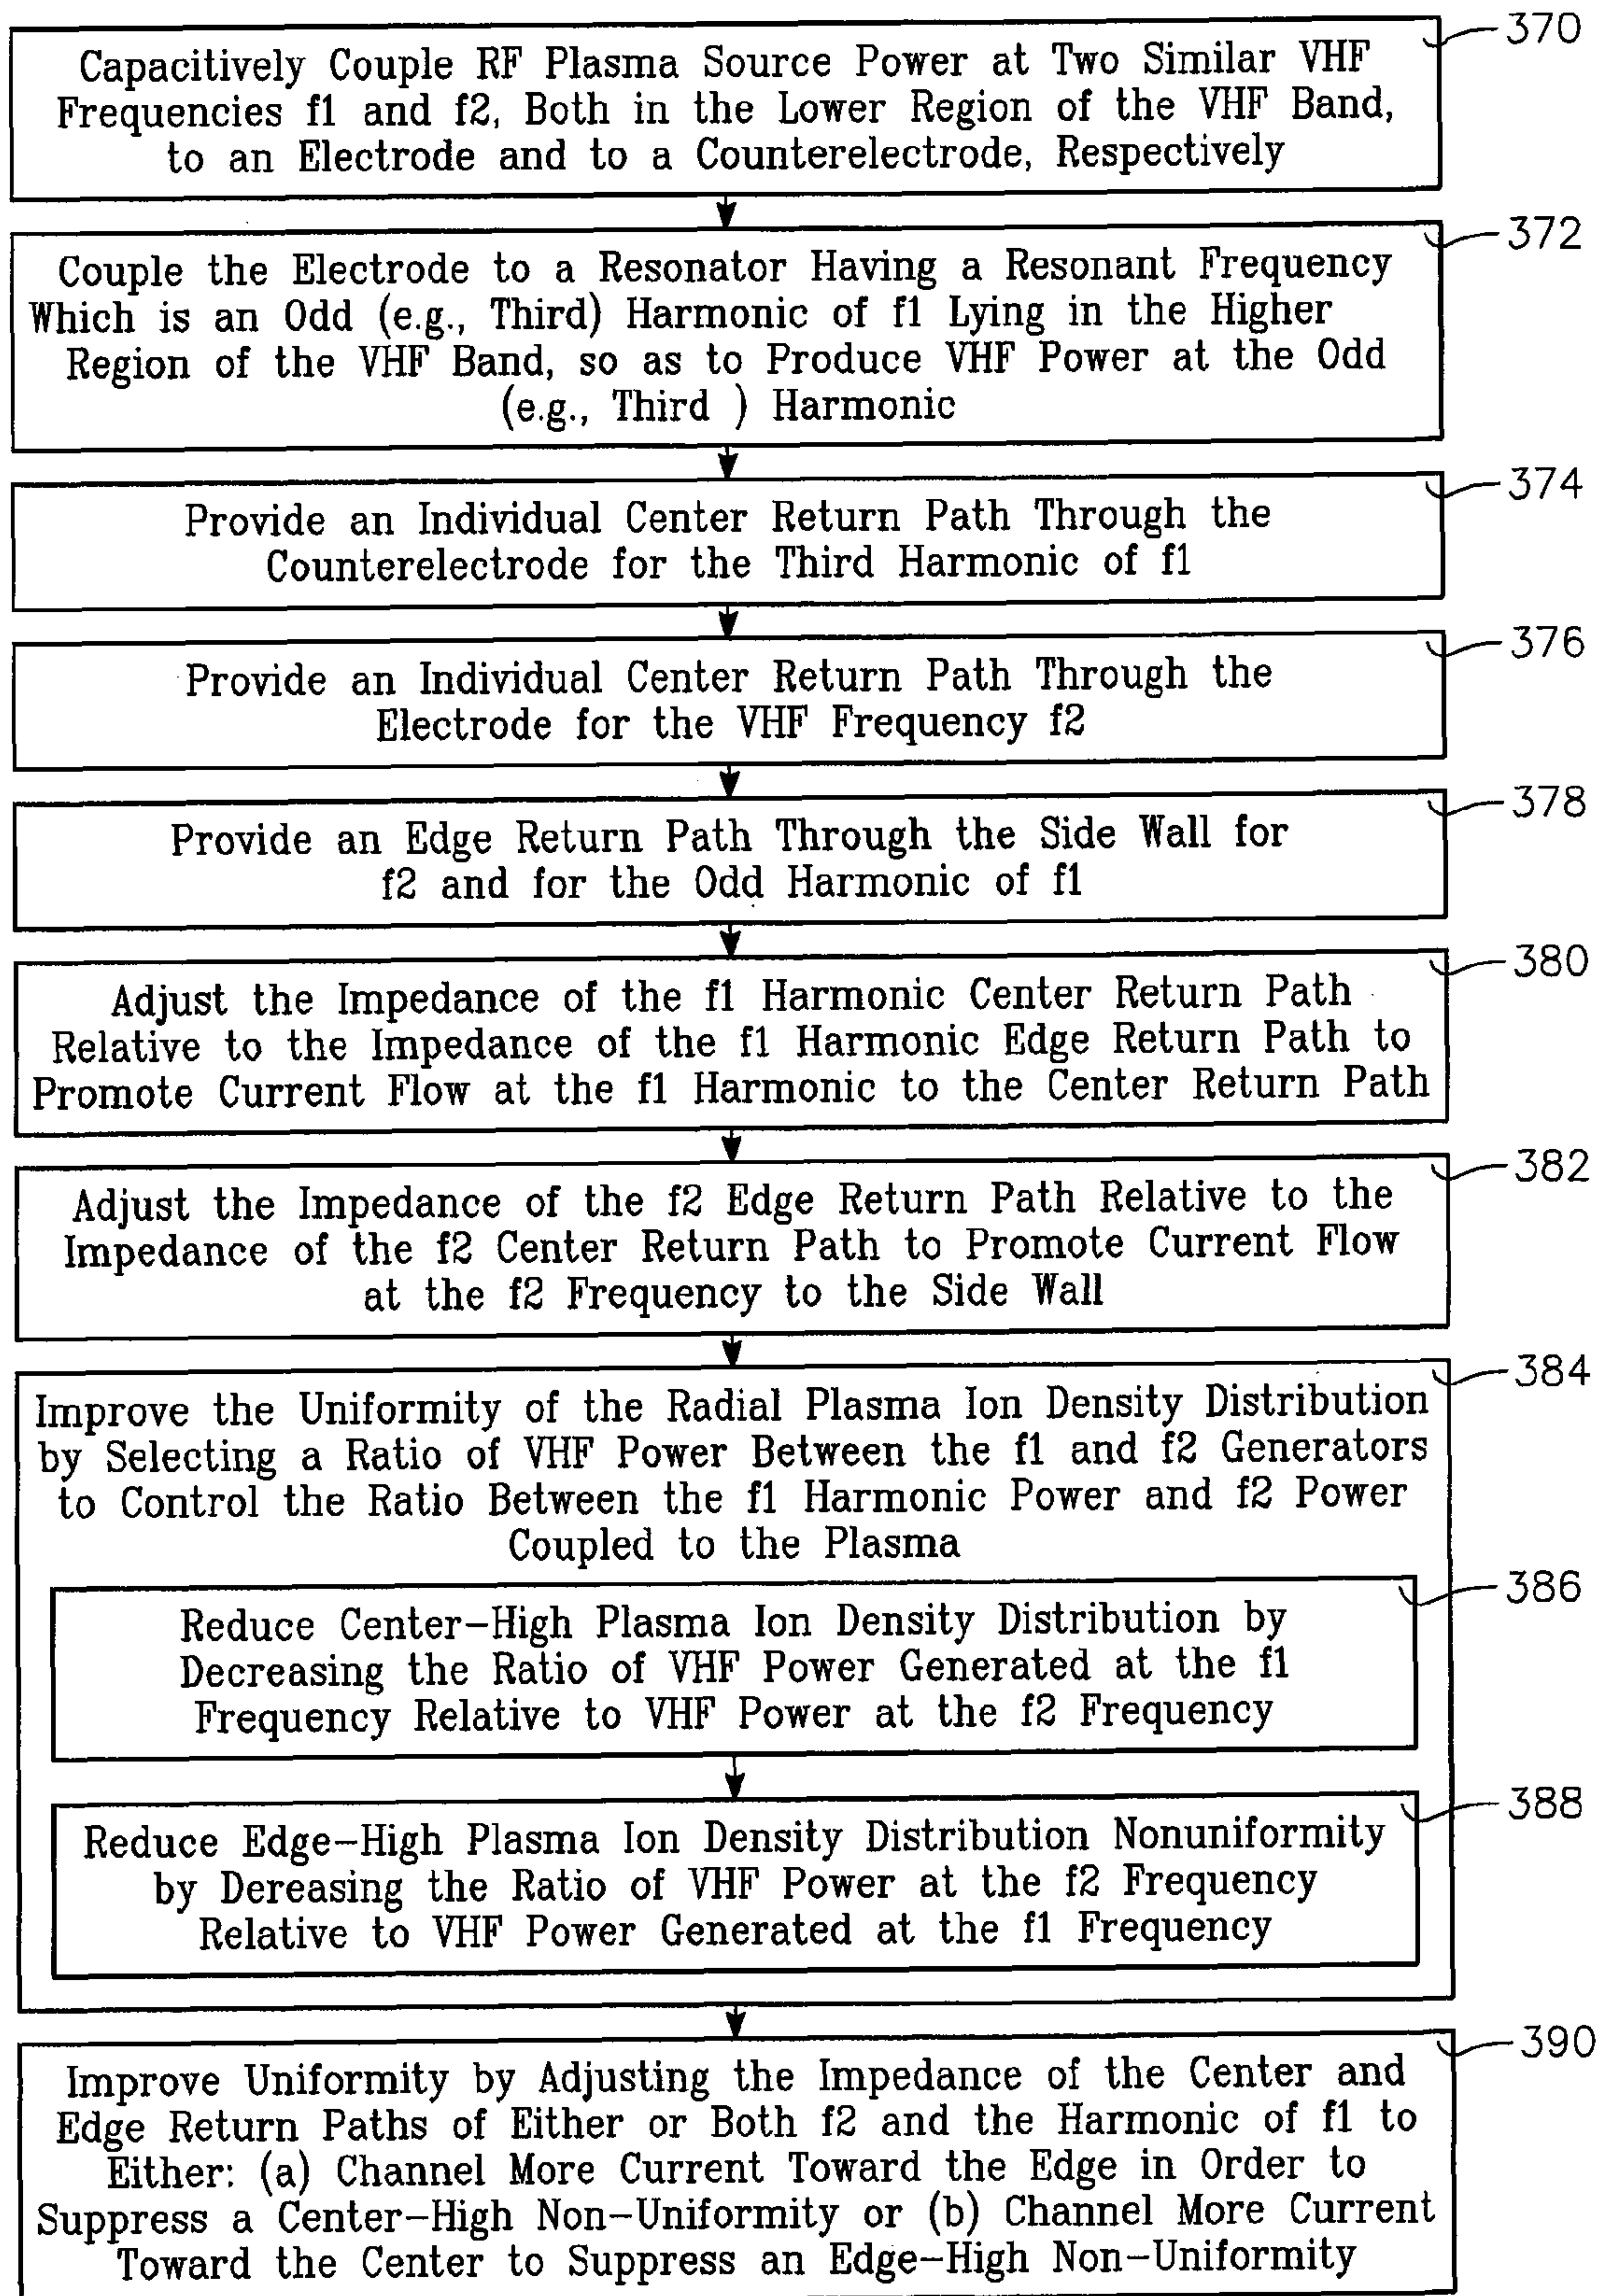 370
Capacitively Couple RF Plasma Source Power at Two Similar VHF
Frequencies f1 and f2, Both in the Lower Region of the VHF Band,
to an Electrode and to a Counterelectrode, Respectively
372
Couple the Electrode to a Resonator Having a Resonant Frequency
Which is an Odd (e.g., Third) Harmonic of f1 Lying in the Higher
Region of the VHF Band, so as to Produce VHF Power at the Odd
(e.g., Third ) Harmonic
374
Provide an Individual Center Return Path Through the
Counterelectrode for the Third Harmonic of f1
376
Provide an Individual Center Return Path Through the
Electrode for the VHF Frequency f2
378
Provide an Edge Return Path Through the Side Wall for
f2 and for the Odd Harmonic of f1
380
Adjust the Impedance of the f1 Harmonic Center Return Path
Relative to the Impedance of the f1 Harmonic Edge Return Path to
Promote Current Flow at the f1 Harmonic to the Center Return Path
382
Adjust the Impedance of the f2 Edge Return Path Relative to the
Impedance of the f2 Center Return Path to Promote Current Flow
at the f2 Frequency to the Side Wall
384
Improve the Uniformity of the Radial Plasma Ion Density Distribution
by Selecting a Ratio of VHF Power Between the f1 and f2 Generators
to Control the Ratio Between the f1 Harmonic Power and f2 Power
Coupled to the Plasma
386
Reduce Center-High Plasma Ion Density Distribution by
Decreasing the Ratio of VHF Power Generated at the f1
Frequency Relative to VHF Power at the f2 Frequency
388
Reduce Edge-High Plasma Ion Density Distribution Nonuniformity
by Dereasing the Ratio of VHF Power at the f2 Frequency
Relative to VHF Power Generated at the f1 Frequency
390
Improve Uniformity by Adjusting the Impedance of the Center and
Edge Return Paths of Either or Both f2 and the Harmonic of f1 to
Either: (a) Channel More Current Toward the Edge in Order to
Suppress a Center-High Non-Uniformity or (b) Channel More Current
Toward the Center to Suppress an Edge-High Non-Uniformity